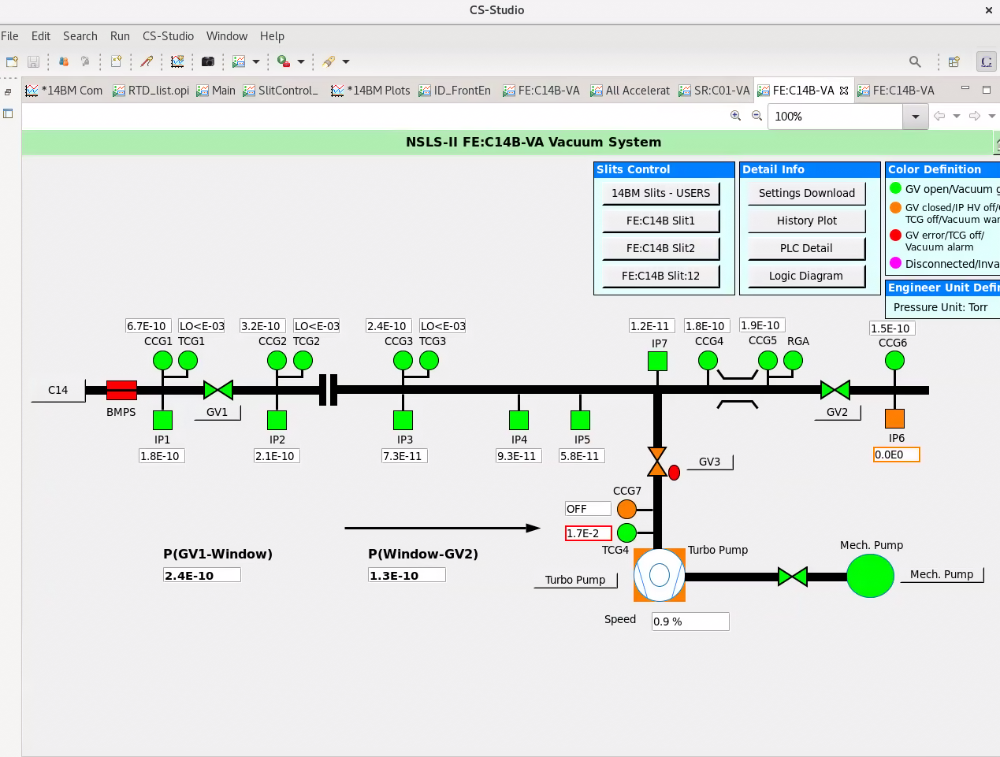 CS-Studio
File Edit Search Run CS-Studio Window Help
*14BM Com RTD_list.opi Main SlitControl_ *14BM Plots ID_FrontEn FE:C14B-VA All Accelerat SR:C01-VA FE:C14B-VA FE:C14B-VA
100%
NSLS-II FE:C14B-VA Vacuum System
Slits Control
14BM Slits - USERS
FE:C14B Slit1
FE:C14B Slit2
FE:C14B Slit:12
Detail Info
Settings Download
History Plot
PLC Detail
Logic Diagram
Color Definition
GV open/Vacuum g
GV closed/IP HV off/
TCG off/Vacuum war
GV error/TCG off/
Vacuum alarm
Disconnected/Inva
Engineer Unit Defi
Pressure Unit: Torr
6.7E-10 LO<E-03 3.2E-10 LO<E-03 2.4E-10 LO<E-03 1.2E-11 1.8E-10 1.9E-10 1.5E-10
CCG1 TCG1 CCG2 TCG2 CCG3 TCG3 IP7 CCG4 CCG5 RGA CCG6
C14
BMPS GV1 GV2
IP1 IP2 IP3 IP4 IP5 IP6
1.8E-10 2.1E-10 7.3E-11 9.3E-11 5.8E-11 0.0E0
GV3
CCG7
OFF
1.7E-2
TCG4 Turbo Pump Mech. Pump
P(GV1-Window) P(Window-GV2)
2.4E-10 1.3E-10 Turbo Pump Mech. Pump
Speed 0.9 %